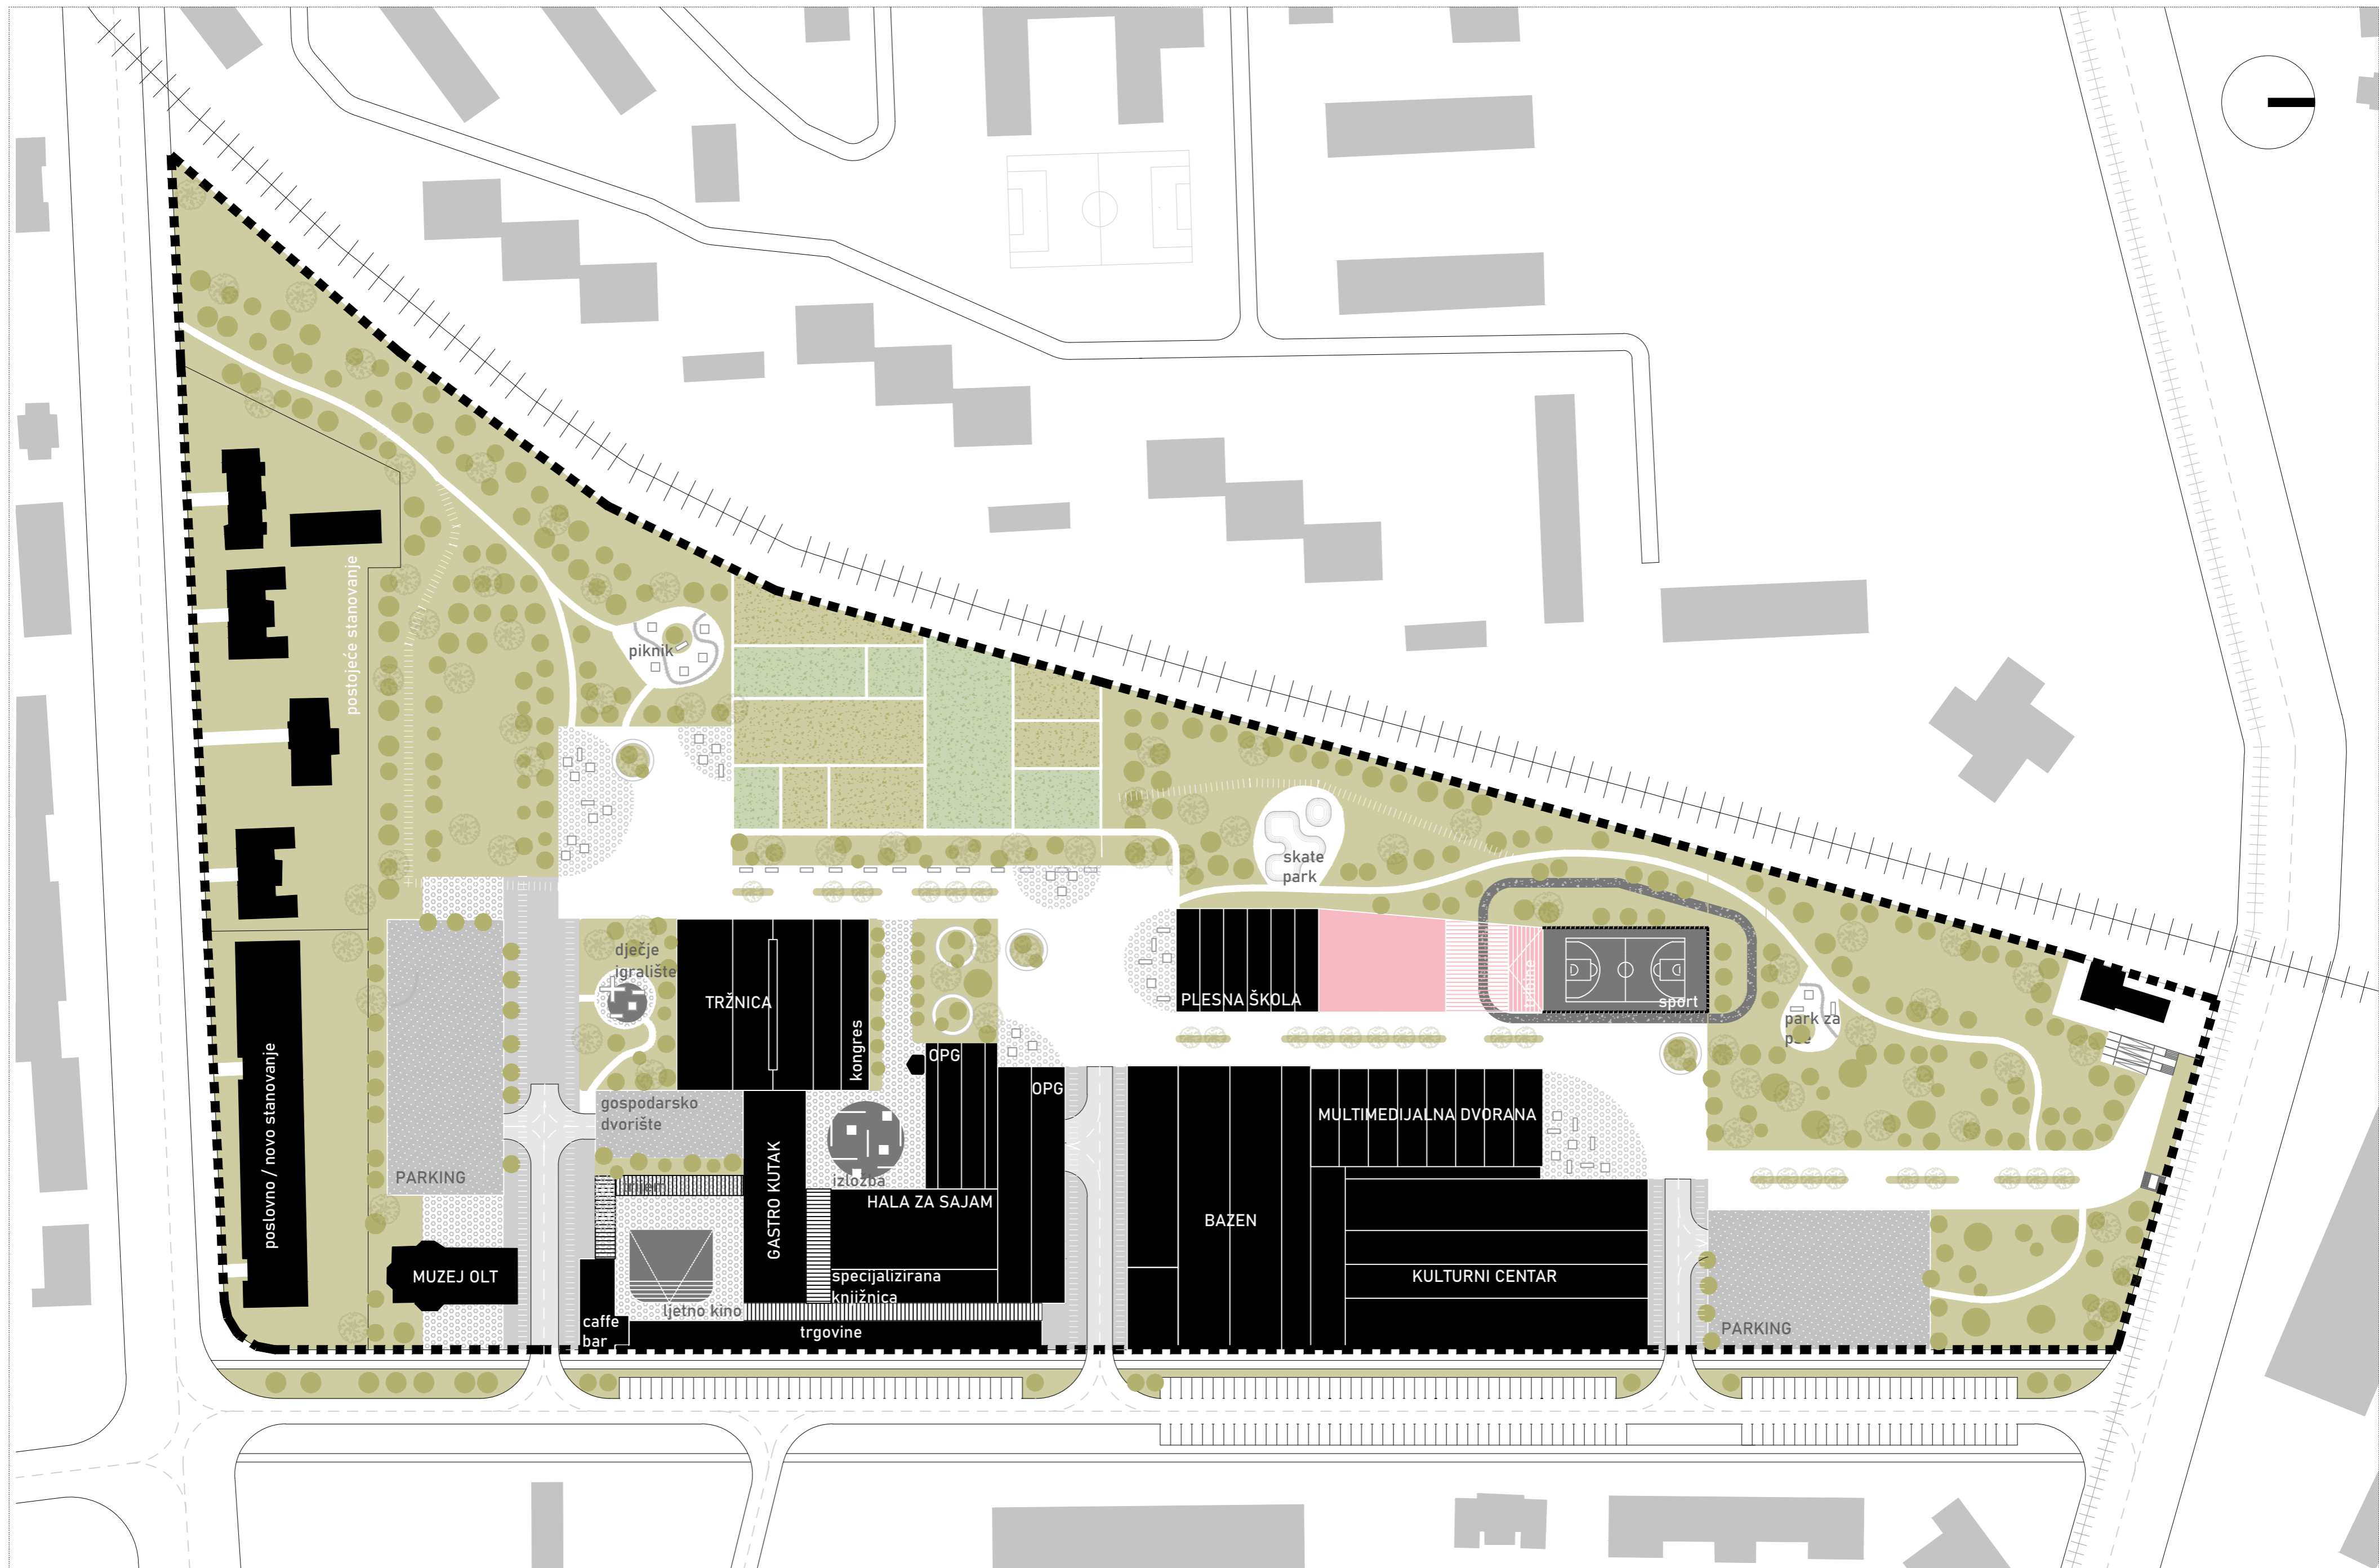 postojeće stanovanje
piknik
skate
park
dječje
igralište
TRŽNICA
kongres
PLESNA ŠKOLA
sport
park za
pse
OPG
OPG
gospodarsko
dvorište
MULTIMEDIJALNA DVORANA
poslovno / novo stanovanje
PARKING
GASTRO KUTAK
izložba
HALA ZA SAJAM
BAZEN
MUZEJ OLT
specijalizirana
knjižnica
KULTURNI CENTAR
ljetno kino
caffe
bar
trgovine
PARKING